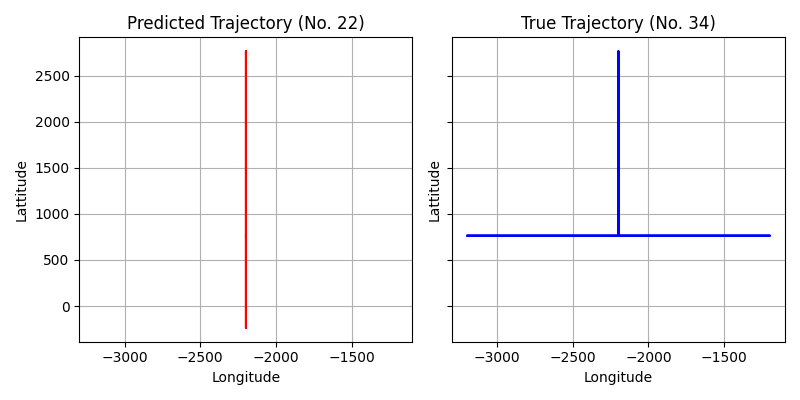 Predicted Trajectory (No. 22)
True Trajectory (No. 34)
Lattitude
2500
2000
1500
1000
500
0
−3000
−2500
−2000
−1500
Longitude
Lattitude
−3000
−2500
−2000
−1500
Longitude